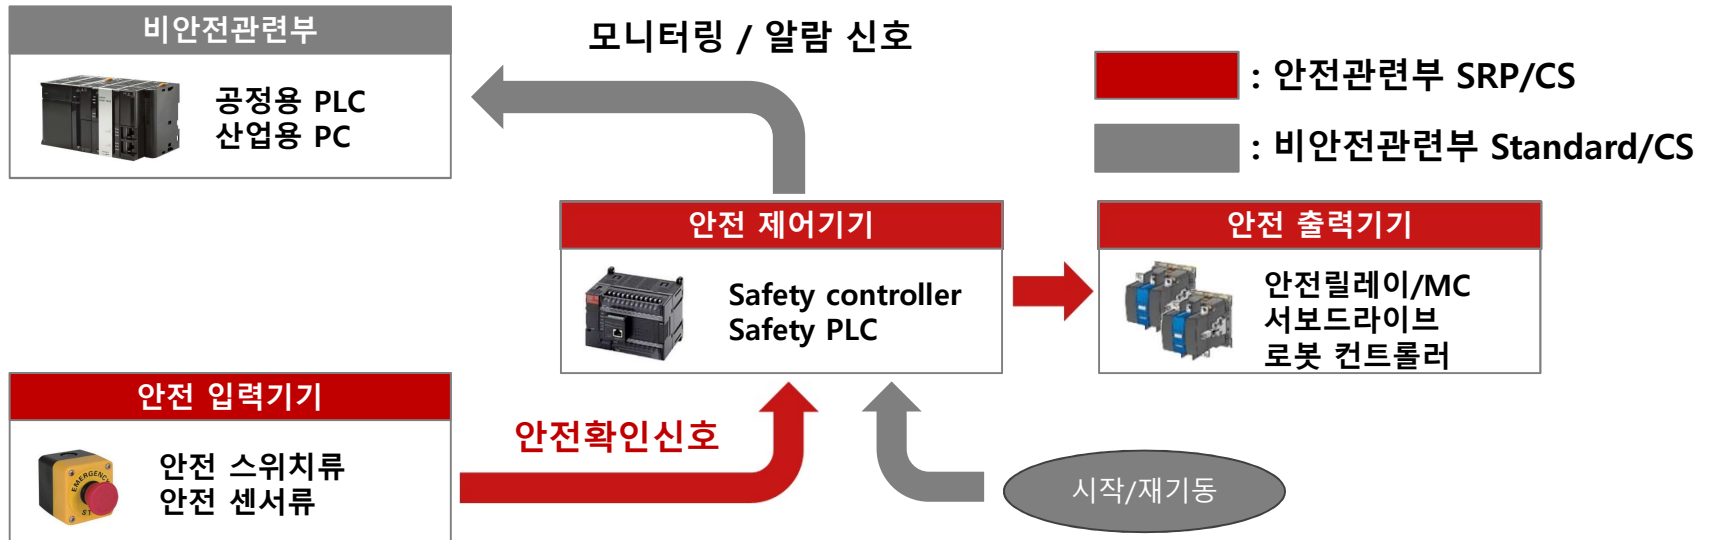 비안전관련부
공정용 PLC
산업용 PC
모니터링 / 알람 신호
: 안전관련부 SRP/CS
: 비안전관련부 Standard/CS
안전 제어기기
Safety controller
Safety PLC
안전 출력기기
안전릴레이/MC
서보드라이브
로봇 컨트롤러
안전 입력기기
EMERGENCY
안전 스위치류
안전 센서류
안전확인신호
시작/재기동